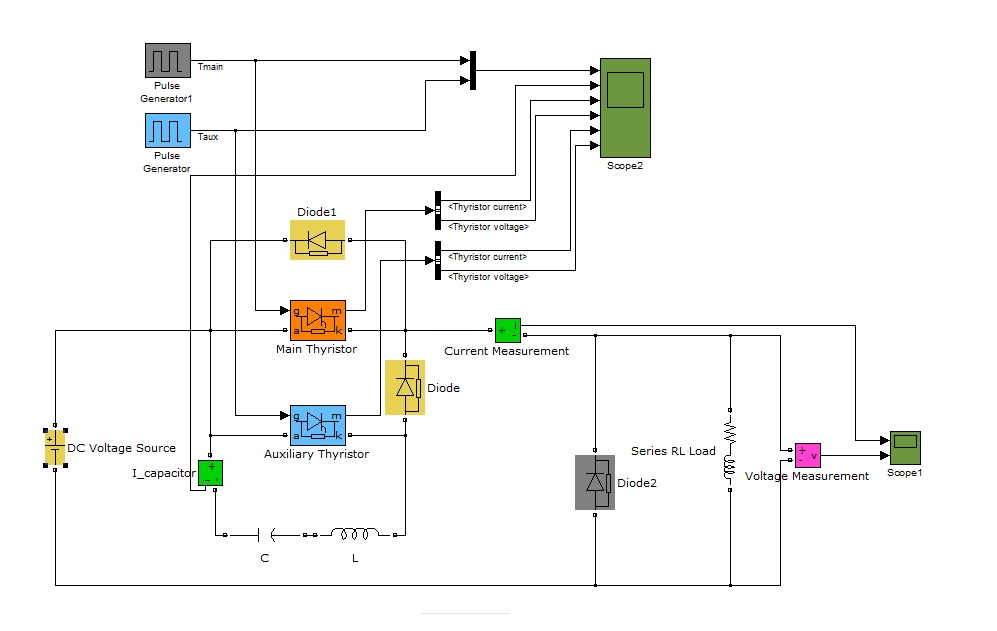 Tmain
Pulse
Generator1
Taux
Pulse
Generator
Scope2
<Thyristor current>
<Thyristor voltage>
Diode1
<Thyristor current>
<Thyristor voltage>
g m
a k
Main Thyristor
+ i
-
Current Measurement
Diode
g m
a k
Auxiliary Thyristor
+
DC Voltage Source
I_capacitor
+
- i
Series RL Load
+ v
-
Voltage Measurement
Scope1
Diode2
C
L